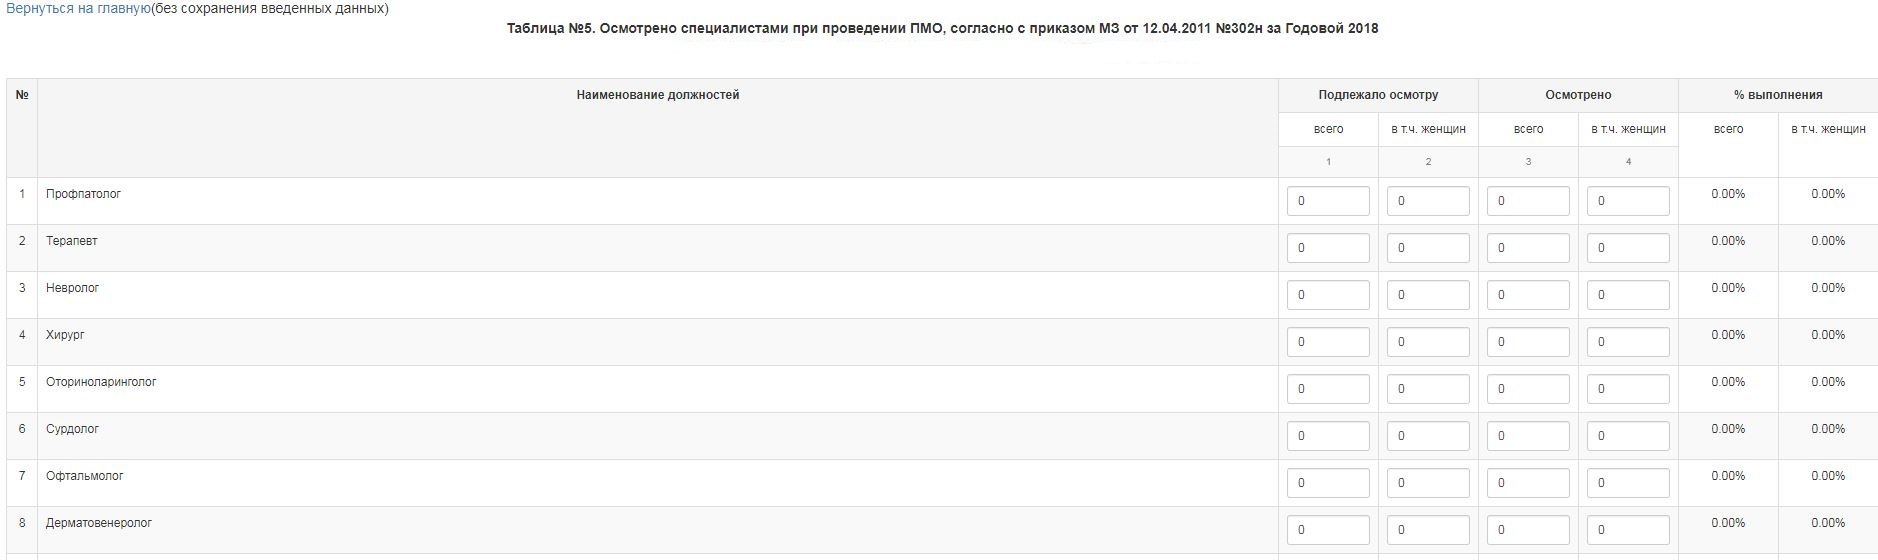 Вернуться на главную(без сохранения введенных данных)
Таблица №5. Осмотрено специалистами при проведении ПМО, согласно с приказом МЗ от 12.04.2011 №302н за Годовой 2018
№ Наименование должностей Подлежало осмотру Осмотрено % выполнения
всего в т.ч. женщин всего в т.ч. женщин всего в т.ч. женщин
1 2 3 4
1 Профпатолог 0 0 0 0 0.00% 0.00%
2 Терапевт 0 0 0 0 0.00% 0.00%
3 Невролог 0 0 0 0 0.00% 0.00%
4 Хирург 0 0 0 0 0.00% 0.00%
5 Оториноларинголог 0 0 0 0 0.00% 0.00%
6 Сурдолог 0 0 0 0 0.00% 0.00%
7 Офтальмолог 0 0 0 0 0.00% 0.00%
8 Дерматовенеролог 0 0 0 0 0.00% 0.00%